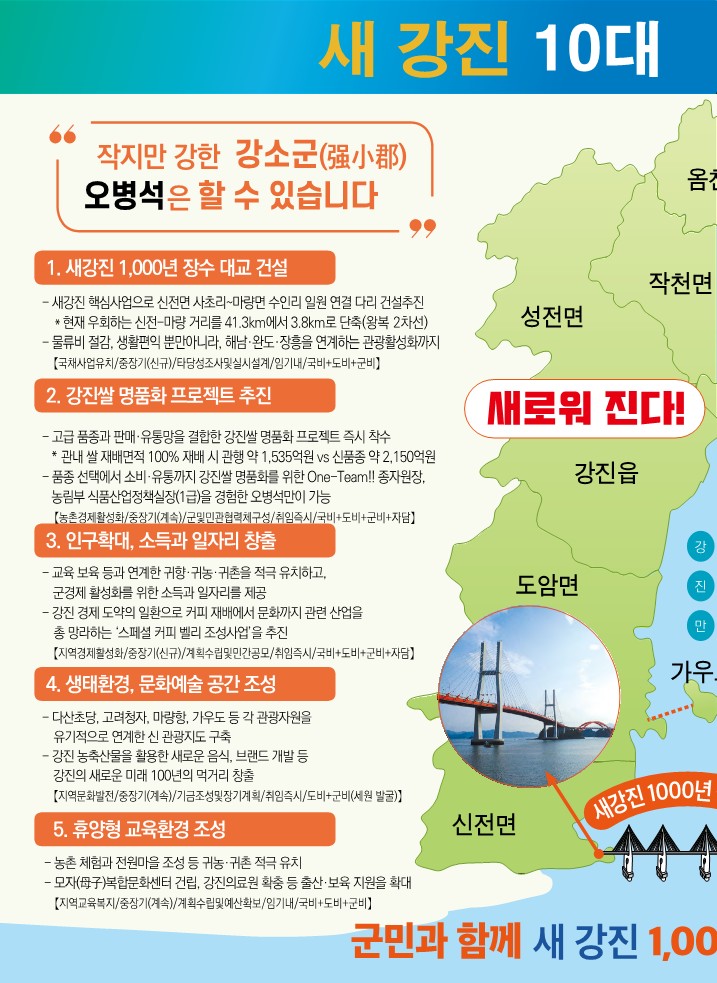 새 강진 10대
“
작지만 강한 강소군(强小郡)
오병석은 할 수 있습니다
”
1. 새강진 1,000년 장수 대교 건설
- 새강진 핵심사업으로 신전면 사초리~마량면 수인리 일원 연결 다리 건설추진
* 현재 우회하는 신전-마량 거리를 41.3km에서 3.8km로 단축(왕복 2차선)
- 물류비 절감, 생활편익 뿐만아니라, 해남·완도·장흥을 연계하는 관광활성화까지
【국책사업유치/중장기(신규)/타당성조사및실시설계/임기내/국비+도비+군비】
2. 강진쌀 명품화 프로젝트 추진
- 고급 품종과 판매·유통망을 결합한 강진쌀 명품화 프로젝트 즉시 착수
* 관내 쌀 재배면적 100% 재배 시 관행 약 1,535억원 vs 신품종 약 2,150억원
- 품종 선택에서 소비·유통까지 강진쌀 명품화를 위한 One-Team!! 종자원장,
농림부 식품산업정책실장(1급)을 경험한 오병석만이 가능
【농촌경제활성화/중장기(계속)/군및민관협력체구성/취임즉시/국비+도비+군비+자담】
3. 인구확대, 소득과 일자리 창출
- 교육 보육 등과 연계한 귀향·귀농·귀촌을 적극 유치하고,
군경제 활성화를 위한 소득과 일자리를 제공
- 강진 경제 도약의 일환으로 커피 재배에서 문화까지 관련 산업을
총 망라하는 ‘스페셜 커피 벨리 조성사업’을 추진
【지역경제활성화/중장기(신규)/계획수립및민간공모/취임즉시/국비+도비+군비+자담】
4. 생태환경, 문화예술 공간 조성
- 다산초당, 고려청자, 마량항, 가우도 등 각 관광자원을
유기적으로 연계한 신 관광지도 구축
- 강진 농축산물을 활용한 새로운 음식, 브랜드 개발 등
강진의 새로운 미래 100년의 먹거리 창출
【지역문화발전/중장기(계속)/기금조성및장기계획/취임즉시/도비+군비(세원 발굴)】
5. 휴양형 교육환경 조성
- 농촌 체험과 전원마을 조성 등 귀농·귀촌 적극 유치
- 모자(母子)복합문화센터 건립, 강진의료원 확충 등 출산·보육 지원을 확대
【지역교육복지/중장기(계속)/계획수립및예산확보/임기내/국비+도비+군비】
옴천
작천면
성전면
새로워 진다!
강진읍
강
진
만
도암면
가우
새강진 1000년
신전면
군민과 함께 새 강진 1,00